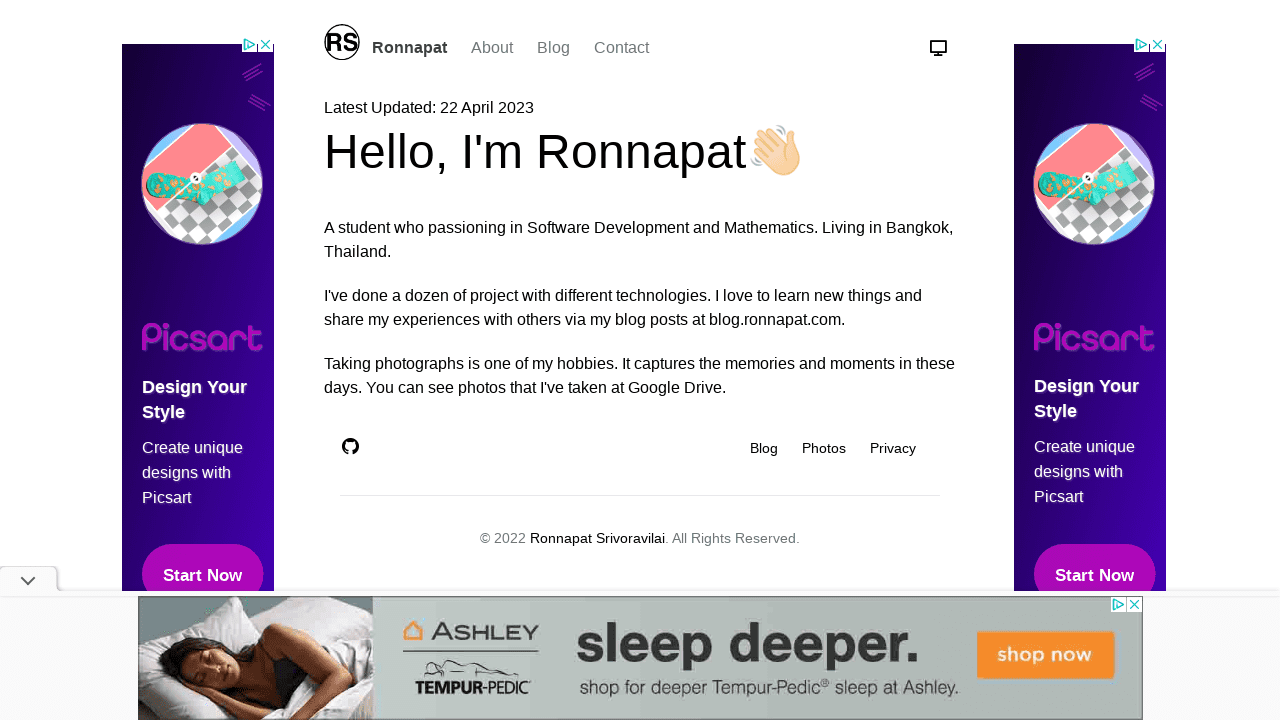 RS
Ronnapat About Blog Contact
Latest Updated: 22 April 2023
Hello, I'm Ronnapat👋🏻
A student who passioning in Software Development and Mathematics. Living in Bangkok,
Thailand.
I've done a dozen of project with different technologies. I love to learn new things and
share my experiences with others via my blog posts at blog.ronnapat.com.
Taking photographs is one of my hobbies. It captures the memories and moments in these
days. You can see photos that I've taken at Google Drive.
Blog Photos Privacy
© 2022 Ronnapat Srivoravilai. All Rights Reserved.
Picsart
Design Your
Style
Create unique
designs with
Picsart
Start Now
Picsart
Design Your
Style
Create unique
designs with
Picsart
Start Now
ASHLEY
TEMPUR-PEDIC®
sleep deeper.
shop for deeper Tempur-Pedic® sleep at Ashley.
shop now